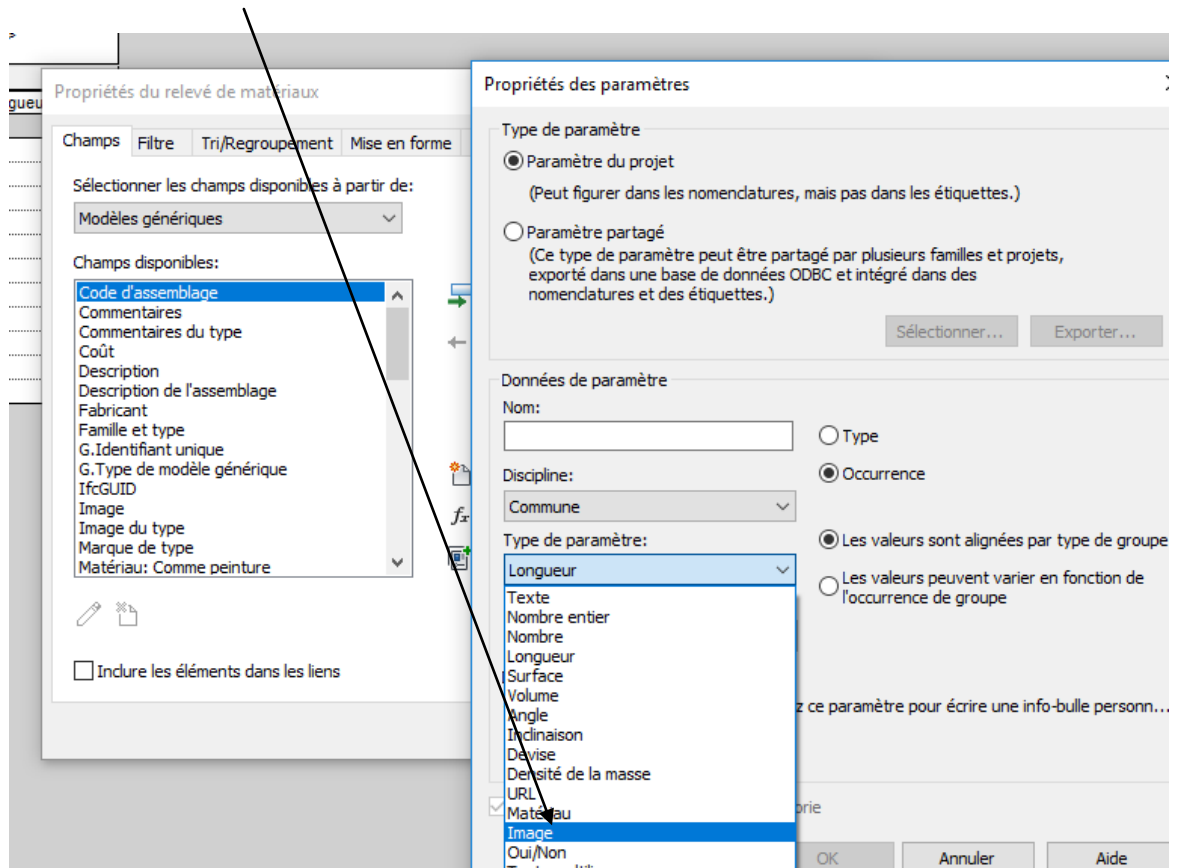 gueu
Propriétés du relevé de matériaux
Champs Filtre Tri/Regroupement Mise en forme
Sélectionner les champs disponibles à partir de:
Modèles génériques
Champs disponibles:
Code d'assemblage
Commentaires
Commentaires du type
Coût
Description
Description de l'assemblage
Fabricant
Famille et type
G.Identifiant unique
G.Type de modèle générique
IfcGUID
Image
Image du type
Marque de type
Matériau: Comme peinture
fx
Inclure les éléments dans les liens
Propriétés des paramètres
Type de paramètre
Paramètre du projet
(Peut figurer dans les nomenclatures, mais pas dans les étiquettes.)
Paramètre partagé
(Ce type de paramètre peut être partagé par plusieurs familles et projets,
exporté dans une base de données ODBC et intégré dans des
nomenclatures et des étiquettes.)
Sélectionner... Exporter...
Données de paramètre
Nom:
Type
Discipline:
Occurrence
Commune
Type de paramètre:
Les valeurs sont alignées par type de groupe
Longueur
Les valeurs peuvent varier en fonction de
l'occurrence de groupe
Texte
Nombre entier
Nombre
Longueur
Surface
Volume
z ce paramètre pour écrire une info-bulle personn...
Angle
Inclinaison
Devise
Densité de la masse
URL
Matériau
orie
Image
Oui/Non
OK Annuler Aide